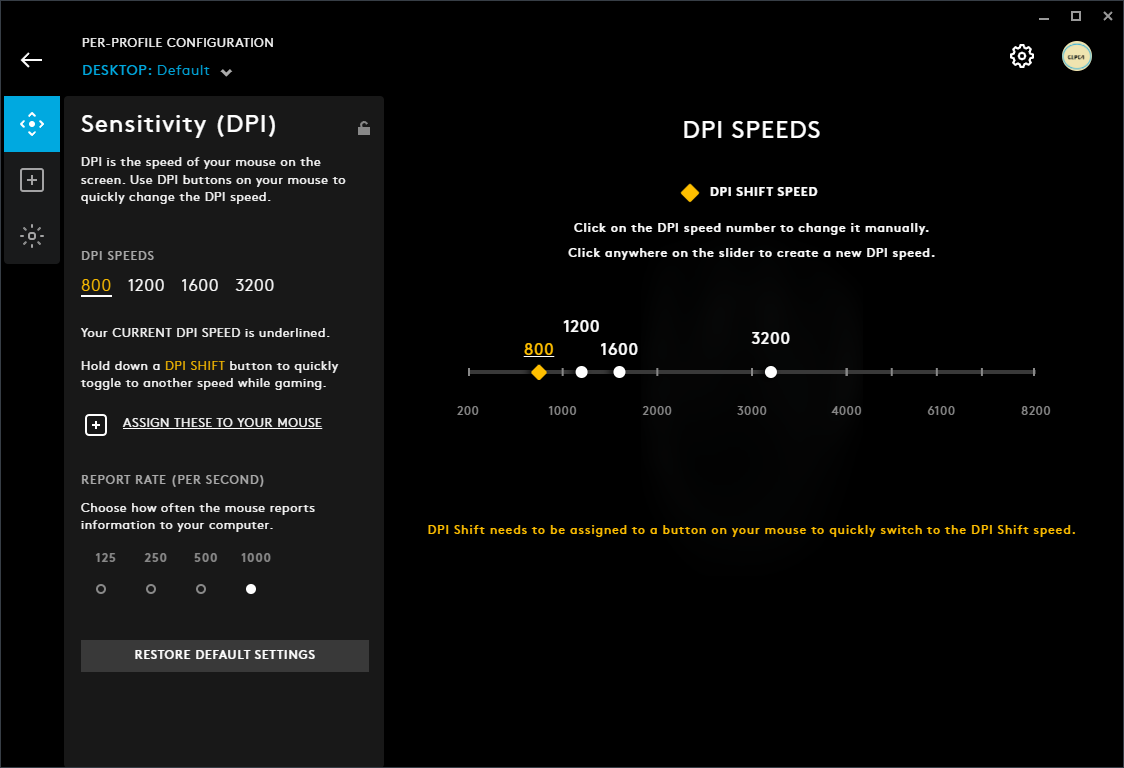 PER-PROFILE CONFIGURATION
DESKTOP: Default
Sensitivity (DPI)
DPI is the speed of your mouse on the
screen. Use DPI buttons on your mouse to
quickly change the DPI speed.
DPI SPEEDS
800 1200 1600 3200
Your CURRENT DPI SPEED is underlined.
Hold down a DPI SHIFT button to quickly
toggle to another speed while gaming.
ASSIGN THESE TO YOUR MOUSE
REPORT RATE (PER SECOND)
Choose how often the mouse reports
information to your computer.
125 250 500 1000
RESTORE DEFAULT SETTINGS
DPI SPEEDS
DPI SHIFT SPEED
Click on the DPI speed number to change it manually.
Click anywhere on the slider to create a new DPI speed.
1200
3200
800 1600
200 1000 2000 3000 4000 6100 8200
DPI Shift needs to be assigned to a button on your mouse to quickly switch to the DPI Shift speed.